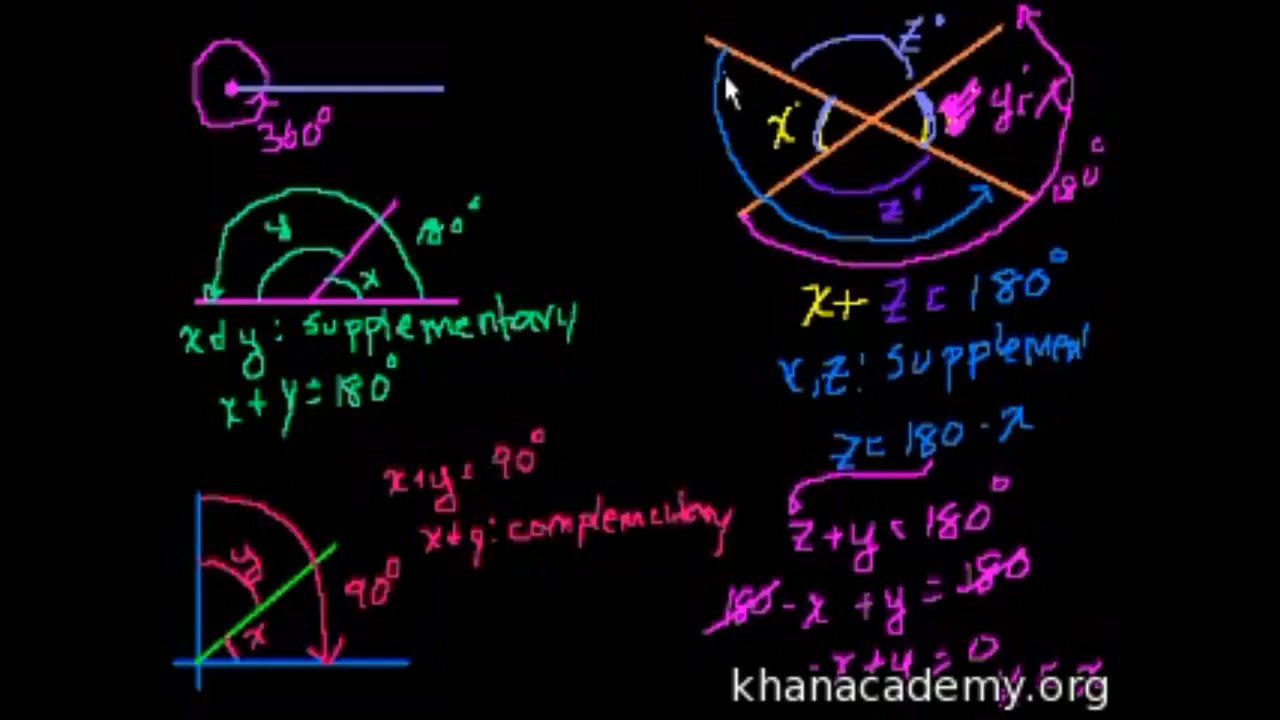 360°
y
x
180°
x + y : supplementary
x + y = 180°
x + y = 90°
x + y : complementary
y
x
90°
z°
x°
y = x
z°
180°
x + z = 180°
x, z : supplement
z = 180 - x
z + y = 180°
180 - x + y = 180
- x + y = 0
y = x
khanacademy.org